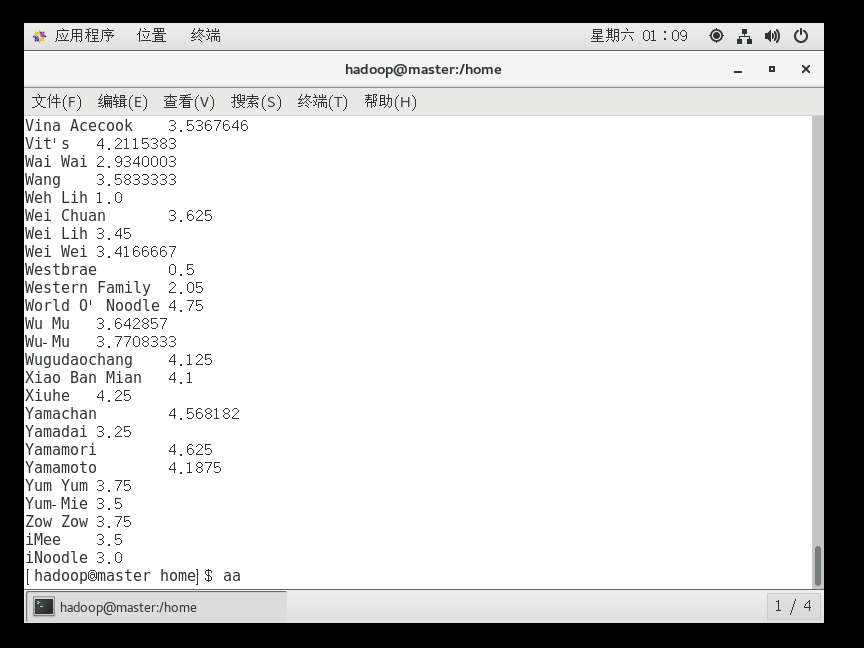 应用程序 位置 终端 星期六 01:09
hadoop@master:/home
文件(F) 编辑(E) 查看(V) 搜索(S) 终端(T) 帮助(H)
Vina Acecook 3.5367646
Vit's 4.2115383
Wai Wai 2.9340003
Wang 3.5833333
Weh Lih 1.0
Wei Chuan 3.625
Wei Lih 3.45
Wei Wei 3.4166667
Westbrae 0.5
Western Family 2.05
World O' Noodle 4.75
Wu Mu 3.642857
Wu-Mu 3.7708333
Wugudaochang 4.125
Xiao Ban Mian 4.1
Xiuhe 4.25
Yamachan 4.568182
Yamadai 3.25
Yamamori 4.625
Yamamoto 4.1875
Yum Yum 3.75
Yum-Mie 3.5
Zow Zow 3.75
iMee 3.5
iNoodle 3.0
[hadoop@master home]$ aa
hadoop@master:/home 1 / 4